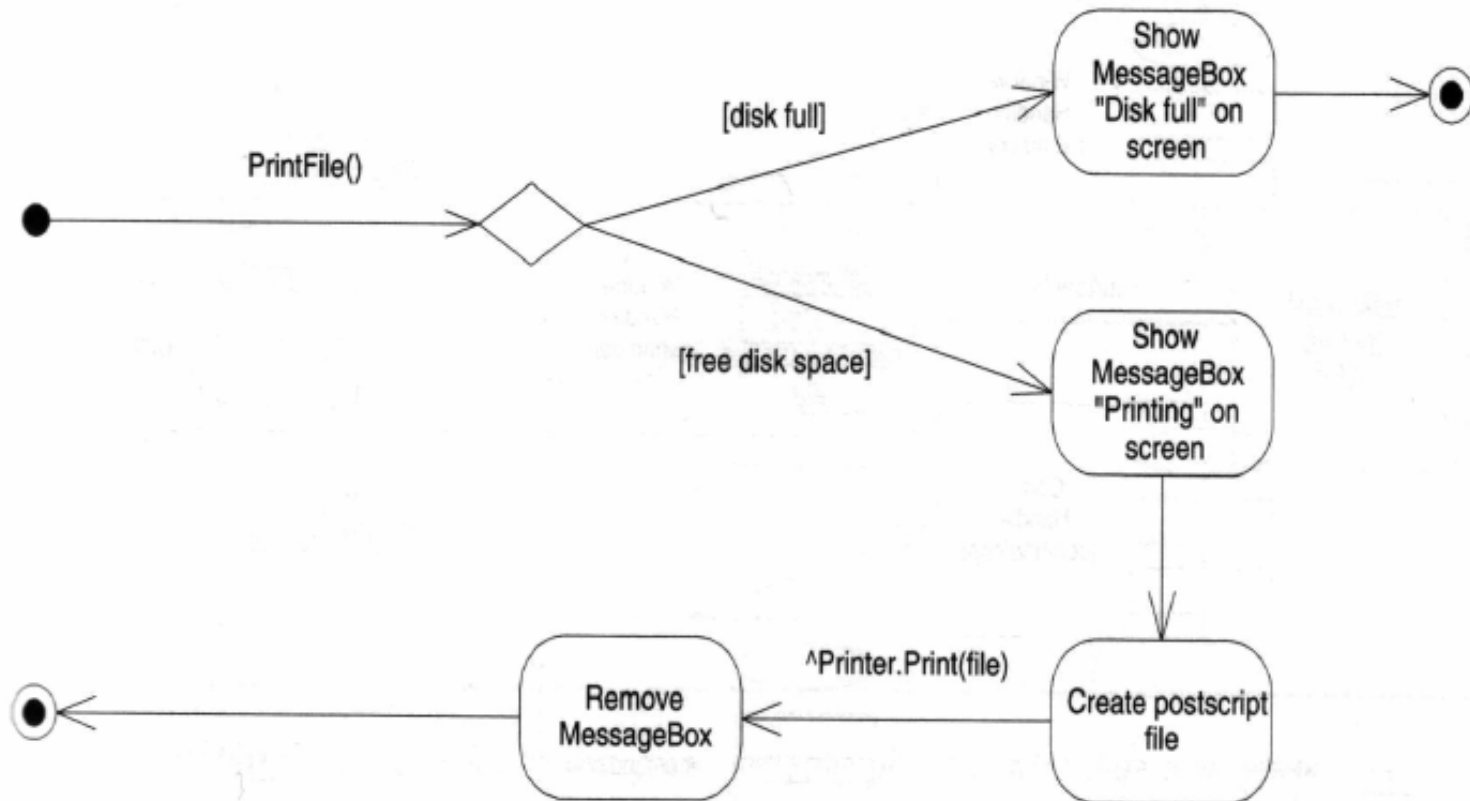 Show
MessageBox
"Disk full" on
screen
[disk full]
PrintFile()
[free disk space]
Show
MessageBox
"Printing" on
screen
^Printer.Print(file)
Remove
MessageBox
Create postscript
file